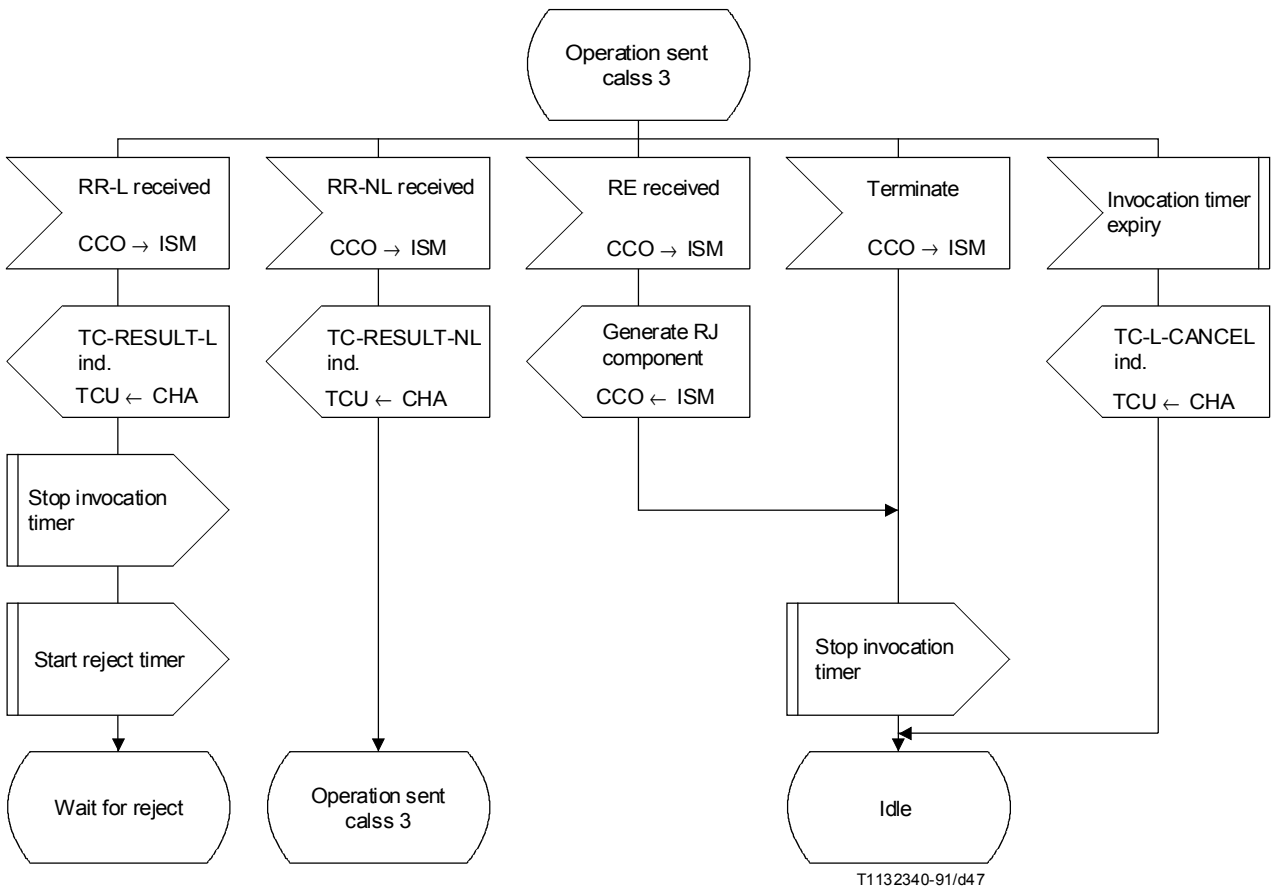 Operation sent
calss 3
RR-L received
CCO → ISM
RR-NL received
CCO → ISM
RE received
CCO → ISM
Terminate
CCO → ISM
Invocation timer
expiry
TC-RESULT-L
ind.
TCU ← CHA
TC-RESULT-NL
ind.
TCU ← CHA
Generate RJ
component
CCO ← ISM
TC-L-CANCEL
ind.
TCU ← CHA
Stop invocation
timer
Start reject timer
Stop invocation
timer
Wait for reject
Operation sent
calss 3
Idle
T1132340-91/d47